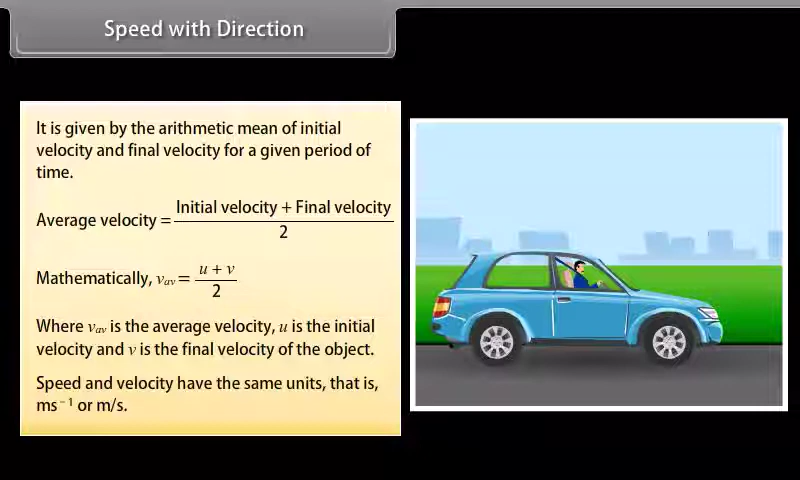 Speed with Direction
It is given by the arithmetic mean of initial
velocity and final velocity for a given period of
time.
Average velocity = Initial velocity + Final velocity / 2
Mathematically, vₐᵥ = u + v / 2
Where vₐᵥ is the average velocity, u is the initial
velocity and v is the final velocity of the object.
Speed and velocity have the same units, that is,
ms⁻¹ or m/s.